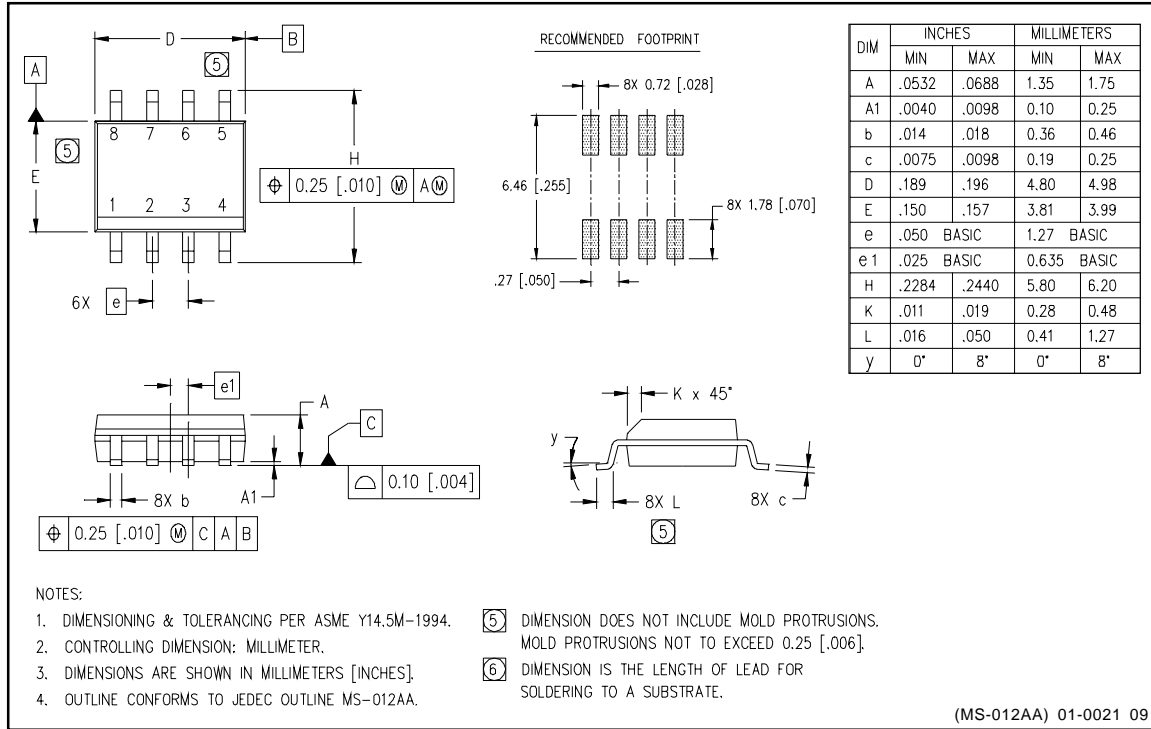 D
B
A
5
8 7 6 5
5
E
H
⌖ 0.25 [.010] Ⓜ AⓂ
1 2 3 4
6X e
RECOMMENDED FOOTPRINT
8X 0.72 [.028]
6.46 [.255]
8X 1.78 [.070]
.27 [.050]
DIM INCHES MILLIMETERS
MIN MAX MIN MAX
A .0532 .0688 1.35 1.75
A1 .0040 .0098 0.10 0.25
b .014 .018 0.36 0.46
c .0075 .0098 0.19 0.25
D .189 .196 4.80 4.98
E .150 .157 3.81 3.99
e .050 BASIC 1.27 BASIC
e1 .025 BASIC 0.635 BASIC
H .2284 .2440 5.80 6.20
K .011 .019 0.28 0.48
L .016 .050 0.41 1.27
y 0° 8° 0° 8°
e1
A
C
8X b
A1
⌓ 0.10 [.004]
⌖ 0.25 [.010] Ⓜ C A B
K x 45°
y
8X L
8X c
5
NOTES:
1. DIMENSIONING & TOLERANCING PER ASME Y14.5M-1994.
2. CONTROLLING DIMENSION: MILLIMETER.
3. DIMENSIONS ARE SHOWN IN MILLIMETERS [INCHES].
4. OUTLINE CONFORMS TO JEDEC OUTLINE MS-012AA.
5 DIMENSION DOES NOT INCLUDE MOLD PROTRUSIONS.
MOLD PROTRUSIONS NOT TO EXCEED 0.25 [.006].
6 DIMENSION IS THE LENGTH OF LEAD FOR
SOLDERING TO A SUBSTRATE.
(MS-012AA) 01-0021 09